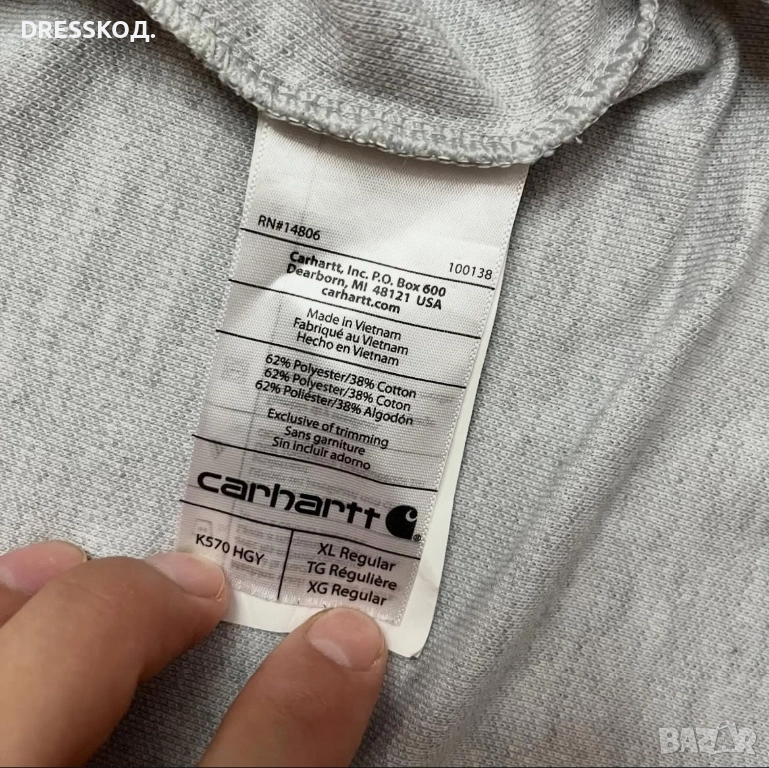 DRESSКОД.
RN#14806
100138
Carhartt, Inc. P.O. Box 600
Dearborn, MI 48121 USA
carhartt.com
Made in Vietnam
Fabriqué au Vietnam
Hecho en Vietnam
62% Polyester/38% Cotton
62% Polyester/38% Coton
62% Poliéster/38% Algodón
Exclusive of trimming
Sans garniture
Sin incluir adorno
carhartt
K570 HGY
XL Regular
TG Régulière
XG Regular
BAZAR